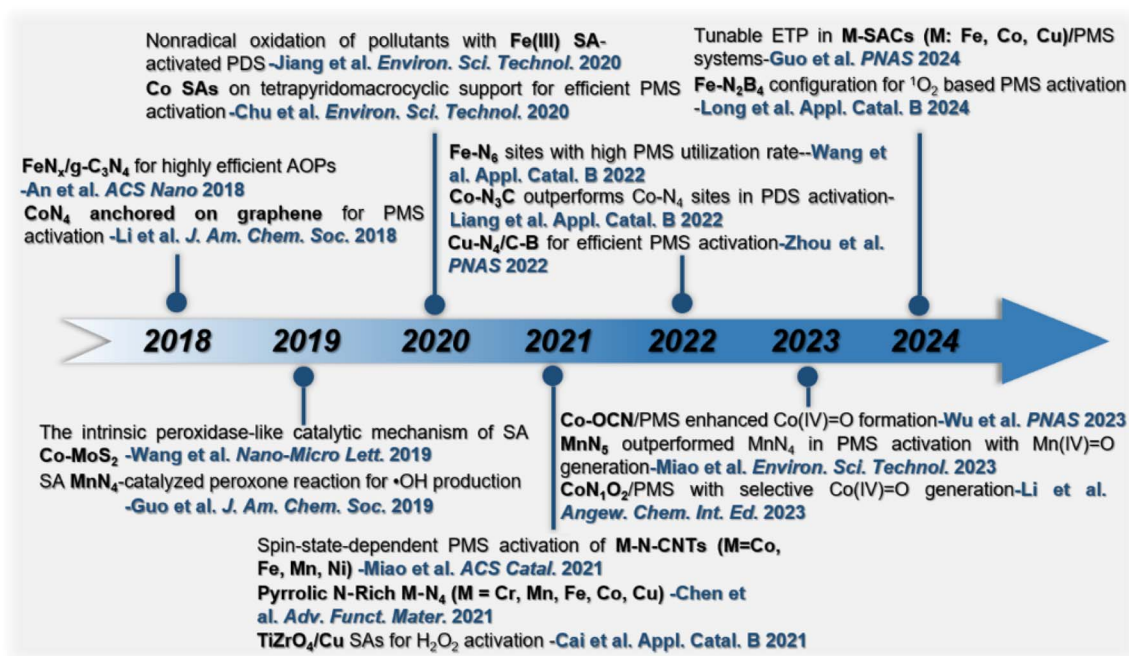 Nonradical oxidation of pollutants with Fe(III) SA-
activated PDS -Jiang et al. Environ. Sci. Technol. 2020
Co SAs on tetrapyridomacrocyclic support for efficient PMS
activation -Chu et al. Environ. Sci. Technol. 2020
Tunable ETP in M-SACs (M: Fe, Co, Cu)/PMS
systems-Guo et al. PNAS 2024
Fe-N₂B₄ configuration for ¹O₂ based PMS activation
-Long et al. Appl. Catal. B 2024
FeNₓ/g-C₃N₄ for highly efficient AOPs
-An et al. ACS Nano 2018
CoN₄ anchored on graphene for PMS
activation -Li et al. J. Am. Chem. Soc. 2018
Fe-N₆ sites with high PMS utilization rate--Wang et
al. Appl. Catal. B 2022
Co-N₃C outperforms Co-N₄ sites in PDS activation-
Liang et al. Appl. Catal. B 2022
Cu-N₄/C-B for efficient PMS activation-Zhou et al.
PNAS 2022
2018 2019 2020 2021 2022 2023 2024
The intrinsic peroxidase-like catalytic mechanism of SA
Co-MoS₂ -Wang et al. Nano-Micro Lett. 2019
SA MnN₄-catalyzed peroxone reaction for •OH production
-Guo et al. J. Am. Chem. Soc. 2019
Co-OCN/PMS enhanced Co(IV)=O formation-Wu et al. PNAS 2023
MnN₅ outperformed MnN₄ in PMS activation with Mn(IV)=O
generation-Miao et al. Environ. Sci. Technol. 2023
CoN₁O₂/PMS with selective Co(IV)=O generation-Li et al.
Angew. Chem. Int. Ed. 2023
Spin-state-dependent PMS activation of M-N-CNTs (M=Co,
Fe, Mn, Ni) -Miao et al. ACS Catal. 2021
Pyrrolic N-Rich M-N₄ (M = Cr, Mn, Fe, Co, Cu) -Chen et
al. Adv. Funct. Mater. 2021
TiZrO₄/Cu SAs for H₂O₂ activation -Cai et al. Appl. Catal. B 2021